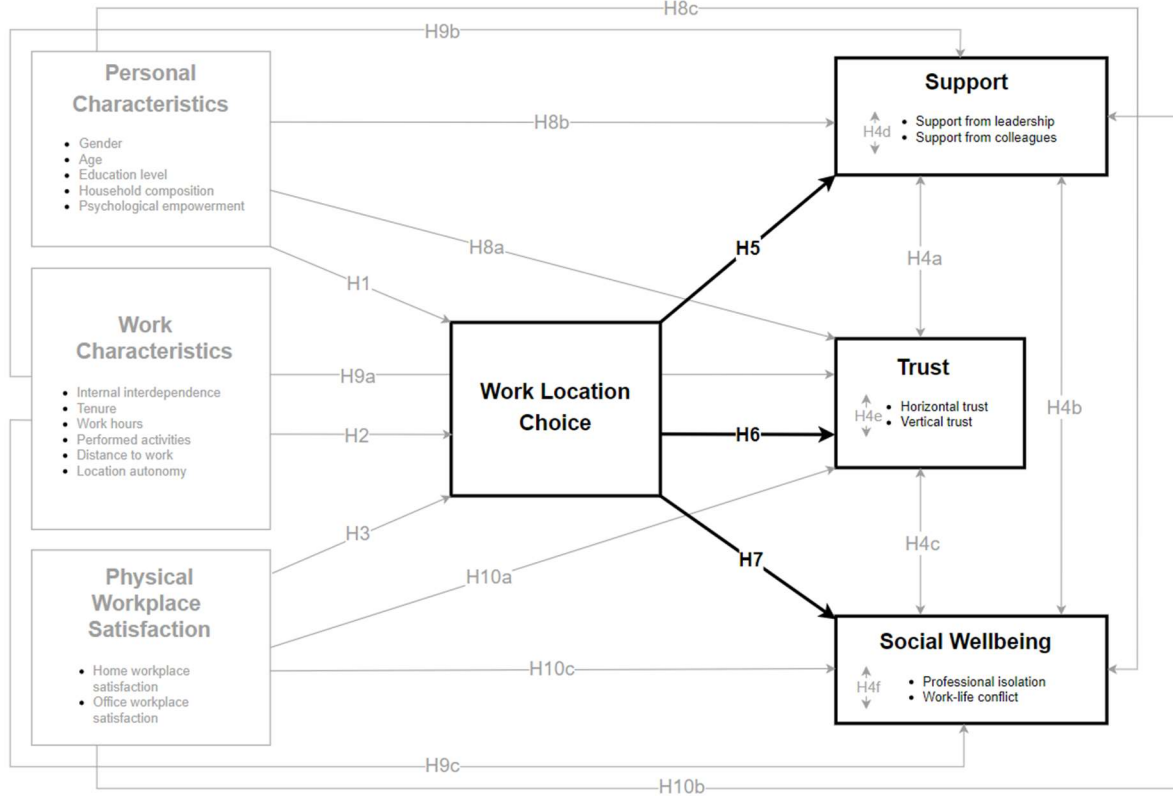 H8c
H9b
Personal
Characteristics
Gender
Age
Education level
Household composition
Psychological empowerment
H8b
Support
H4d
Support from leadership
Support from colleagues
H8a
H5
H4a
H1
Work
Characteristics
Internal interdependence
Tenure
Work hours
Performed activities
Distance to work
Location autonomy
H9a
H2
Work Location
Choice
H6
Trust
H4e
Horizontal trust
Vertical trust
H4b
H3
H10a
H7
H4c
Physical
Workplace
Satisfaction
Home workplace
satisfaction
Office workplace
satisfaction
H10c
Social Wellbeing
H4f
Professional isolation
Work-life conflict
H9c
H10b